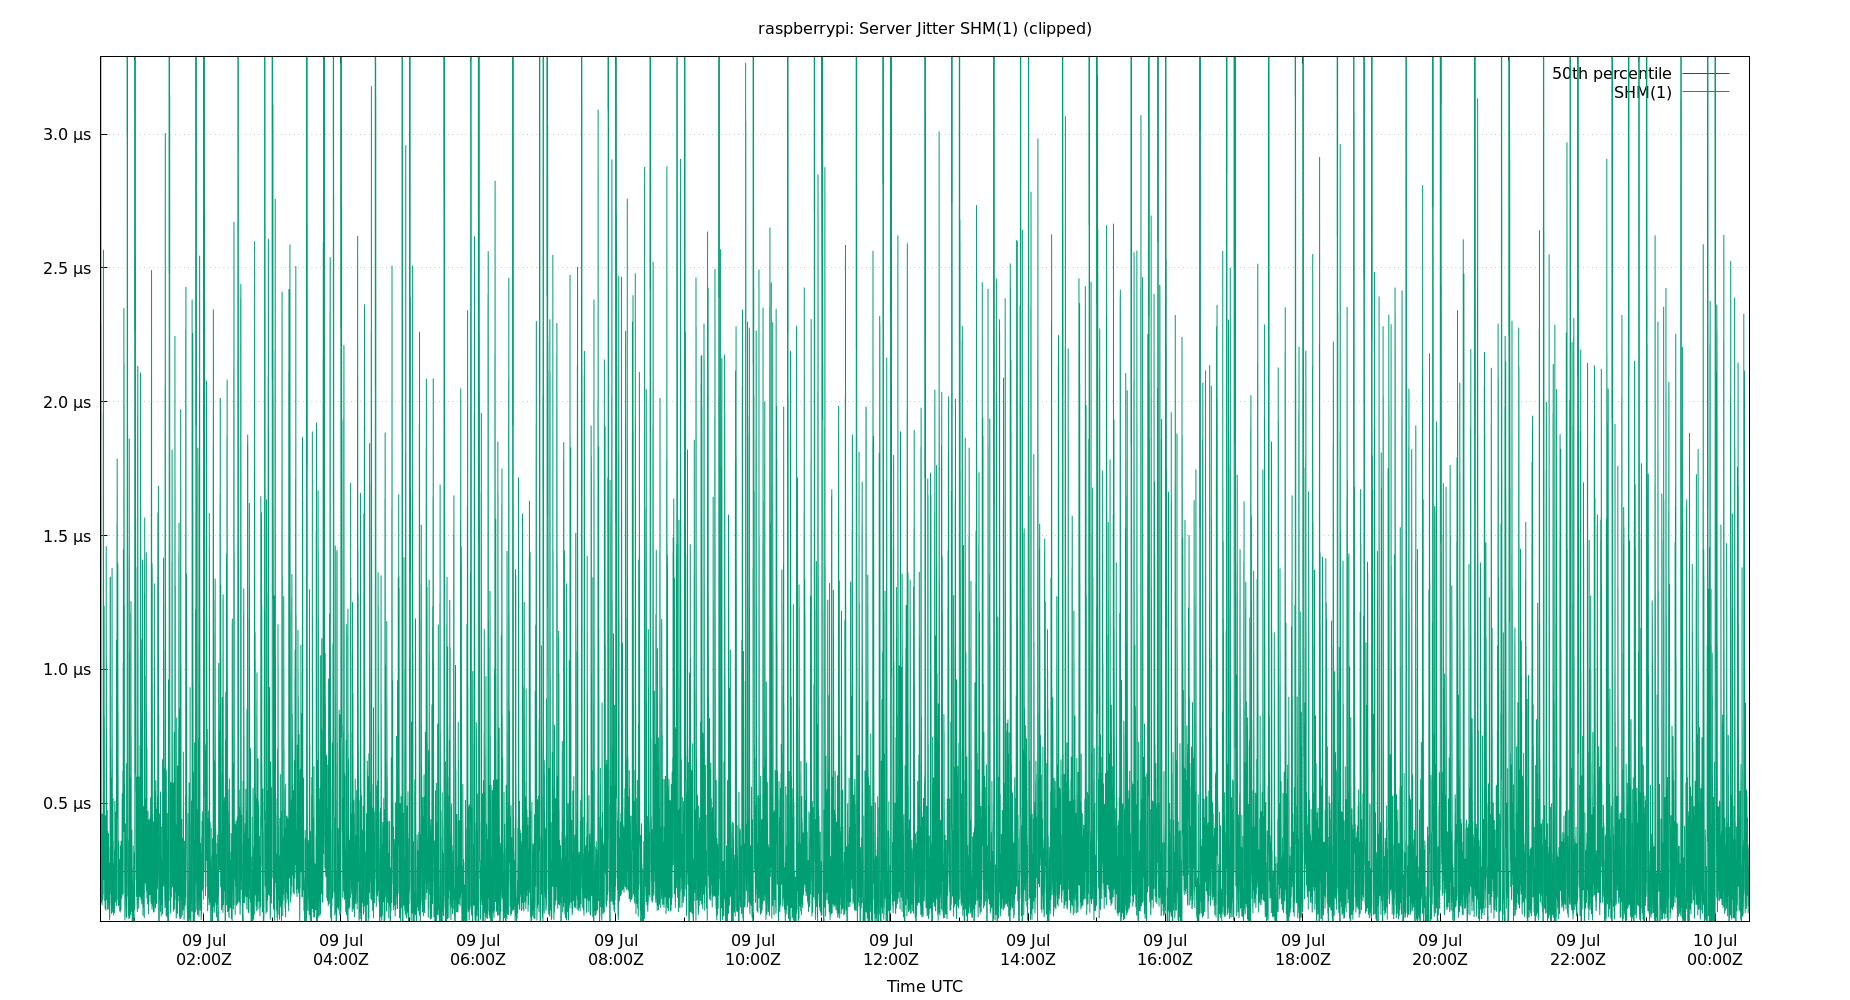 raspberrypi: Server Jitter SHM(1) (clipped)
50th percentile
SHM(1)
3.0 μs
2.5 μs
2.0 μs
1.5 μs
1.0 μs
0.5 μs
09 Jul 09 Jul 09 Jul 09 Jul 09 Jul 09 Jul 09 Jul 09 Jul 09 Jul 09 Jul 09 Jul 10 Jul
02:00Z 04:00Z 06:00Z 08:00Z 10:00Z 12:00Z 14:00Z 16:00Z 18:00Z 20:00Z 22:00Z 00:00Z
Time UTC